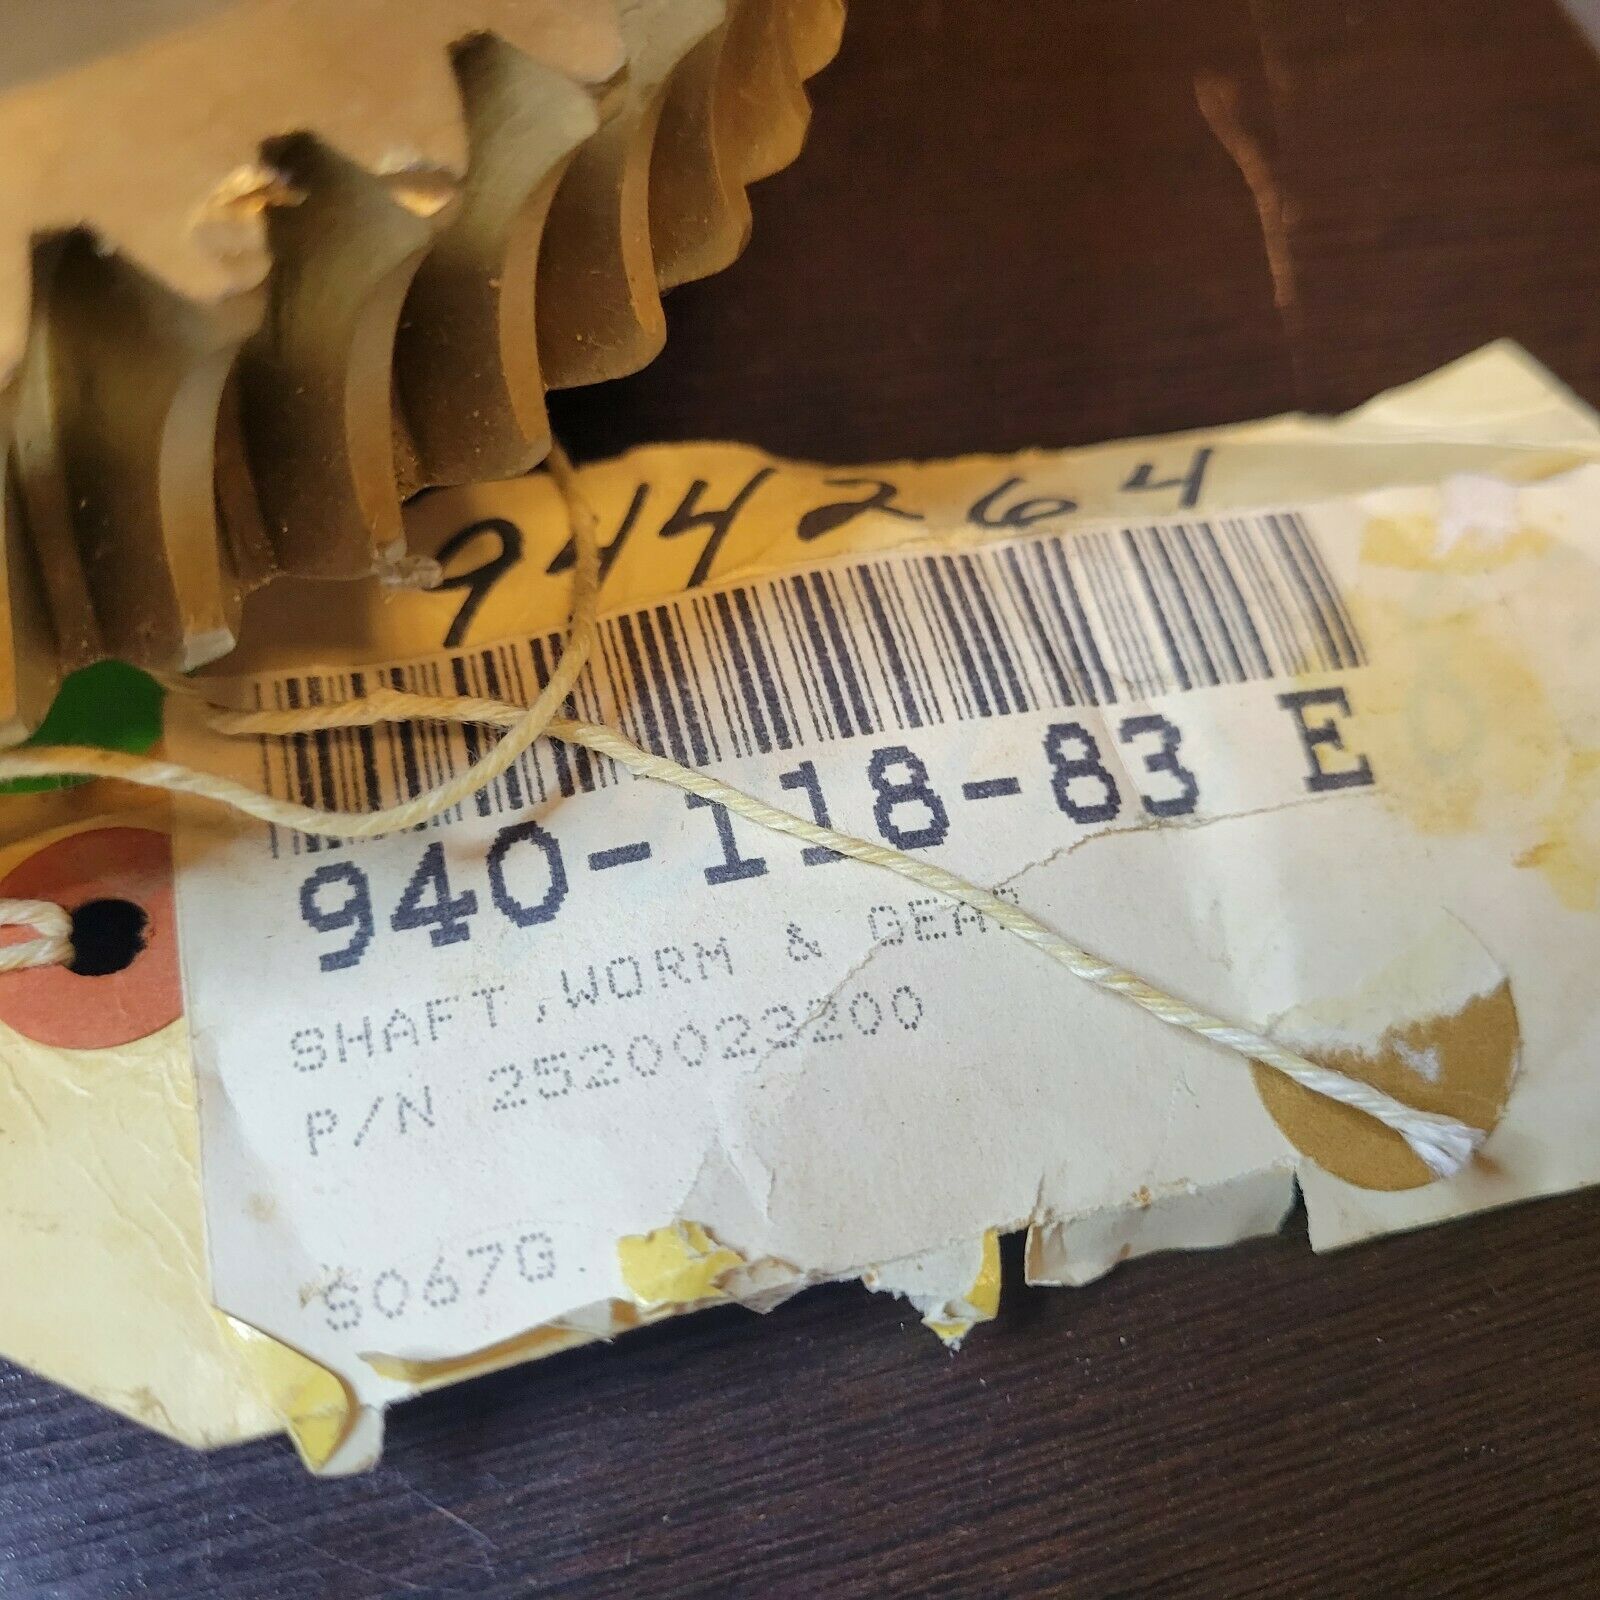 944264
940-118-83 E
SHAFT,WORM & GEAR
P/N 2520023200
S067G.